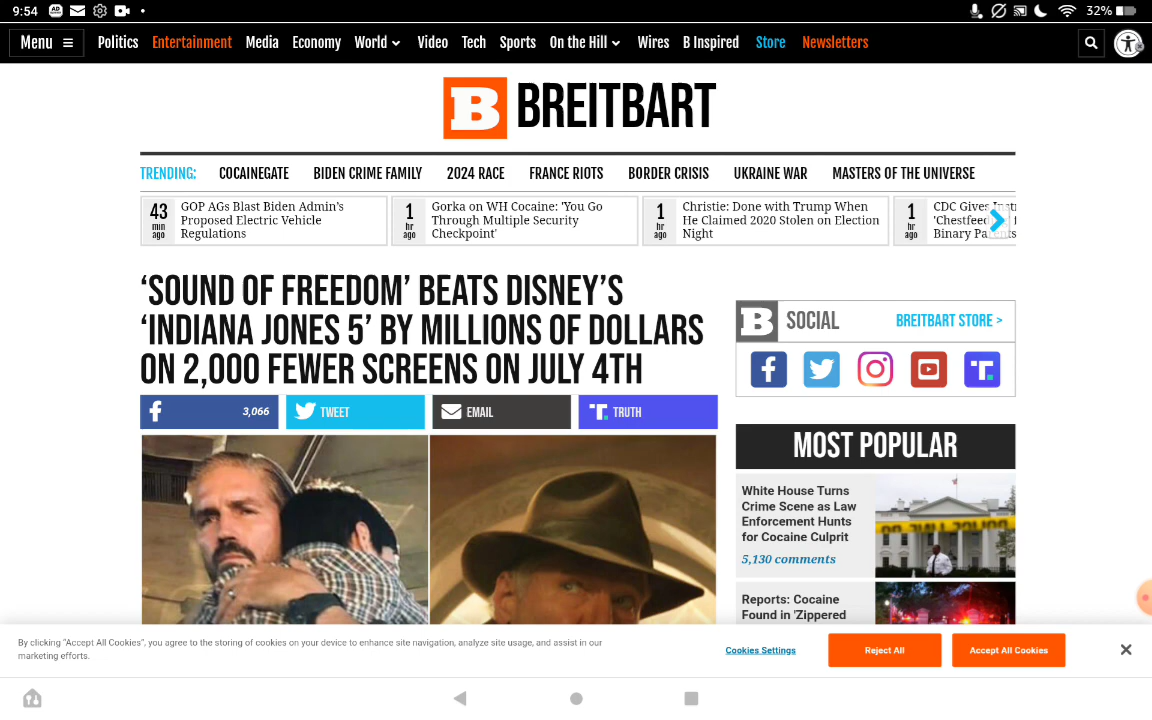 9:54
32%
Menu
Politics
Entertainment
Media
Economy
World
Video
Tech
Sports
On the Hill
Wires
B Inspired
Store
Newsletters
B BREITBART
TRENDING:
COCAINEGATE
BIDEN CRIME FAMILY
2024 RACE
FRANCE RIOTS
BORDER CRISIS
UKRAINE WAR
MASTERS OF THE UNIVERSE
43
min
ago
GOP AGs Blast Biden Admin's
Proposed Electric Vehicle
Regulations
1
hr
ago
Gorka on WH Cocaine: 'You Go
Through Multiple Security
Checkpoint'
1
hr
ago
Christie: Done with Trump When
He Claimed 2020 Stolen on Election
Night
1
hr
ago
CDC Gives
'Chestfeed
Binary Parents
‘SOUND OF FREEDOM’ BEATS DISNEY’S
‘INDIANA JONES 5’ BY MILLIONS OF DOLLARS
ON 2,000 FEWER SCREENS ON JULY 4TH
3,066
TWEET
EMAIL
TRUTH
B SOCIAL
BREITBART STORE >
MOST POPULAR
White House Turns
Crime Scene as Law
Enforcement Hunts
for Cocaine Culprit
5,130 comments
Reports: Cocaine
Found in 'Zippered
By clicking “Accept All Cookies”, you agree to the storing of cookies on your device to enhance site navigation, analyze site usage, and assist in our
marketing efforts.
Cookies Settings
Reject All
Accept All Cookies